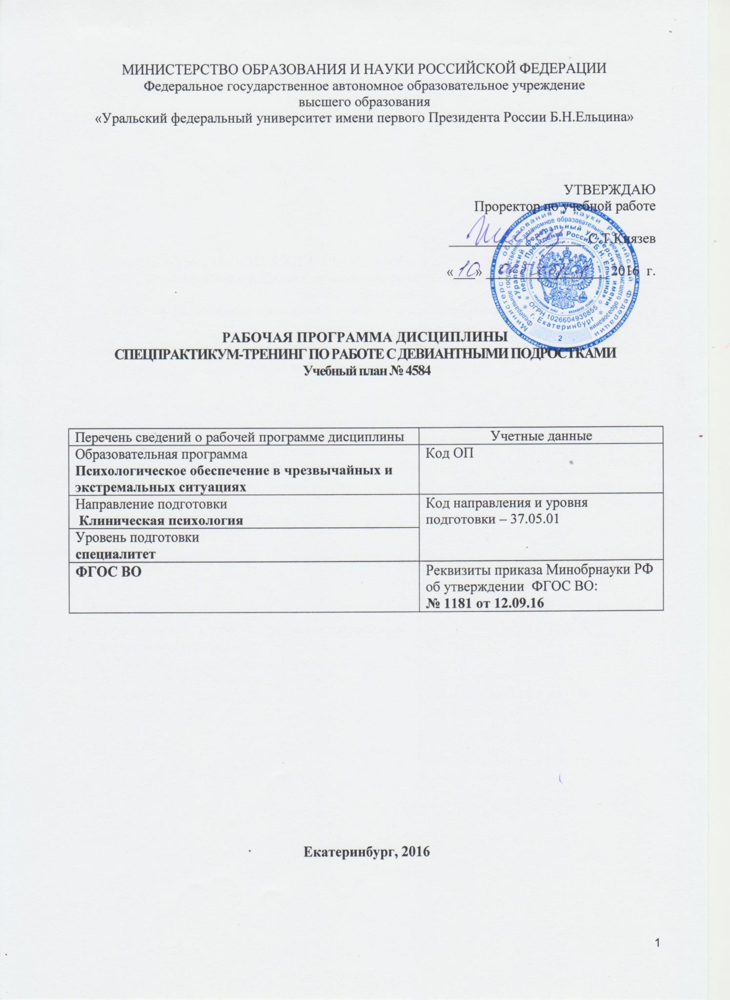 МИНИСТЕРСТВО ОБРАЗОВАНИЯ И НАУКИ РОССИЙСКОЙ ФЕДЕРАЦИИ
Федеральное государственное автономное образовательное учреждение
высшего образования
«Уральский федеральный университет имени первого Президента России Б.Н.Ельцина»
УТВЕРЖДАЮ
Проректор по учебной работе
С.Т.Князев
«10» октября 2016 г.
Министерство образования и науки Российской Федерации
Федеральное государственное автономное образовательное учреждение высшего образования
«Уральский федеральный университет имени
первого Президента России Б.Н. Ельцина»
ОГРН 1026604939855
г. Екатеринбург
2
РАБОЧАЯ ПРОГРАММА ДИСЦИПЛИНЫ
СПЕЦПРАКТИКУМ-ТРЕНИНГ ПО РАБОТЕ С ДЕВИАНТНЫМИ ПОДРОСТКАМИ
Учебный план № 4584
Перечень сведений о рабочей программе дисциплины
Учетные данные
Образовательная программа
Психологическое обеспечение в чрезвычайных и
экстремальных ситуациях
Код ОП
Направление подготовки
Клиническая психология
Код направления и уровня
подготовки – 37.05.01
Уровень подготовки
специалитет
ФГОС ВО
Реквизиты приказа Минобрнауки РФ
об утверждении ФГОС ВО:
№ 1181 от 12.09.16
Екатеринбург, 2016
1